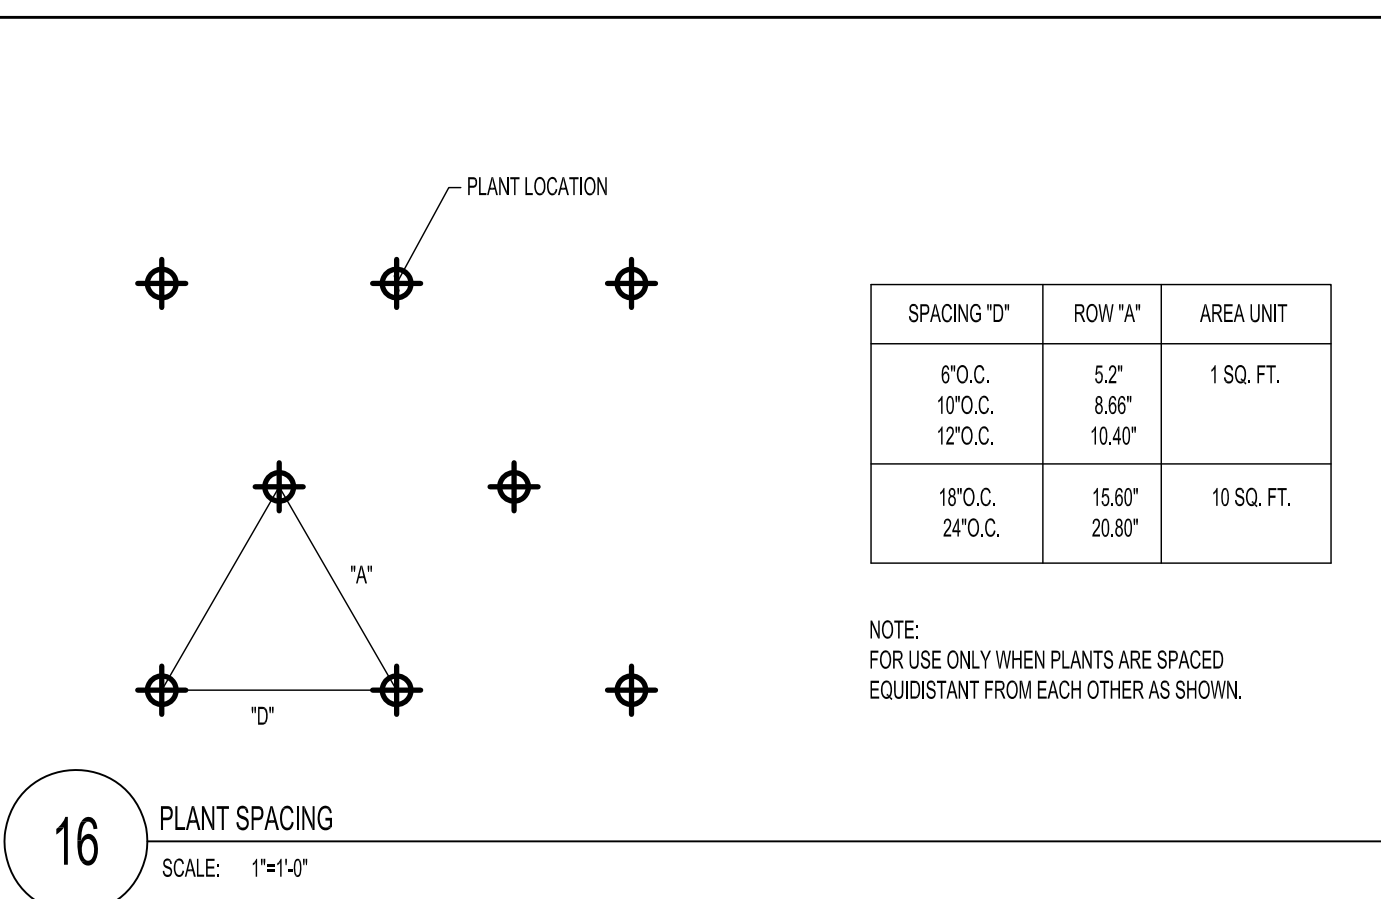 PLANT LOCATION
SPACING "D" ROW "A" AREA UNIT
6"O.C. 5.2" 1 SQ. FT.
10"O.C. 8.66"
12"O.C. 10.40"
18"O.C. 15.60" 10 SQ. FT.
24"O.C. 20.80"
"A"
"D"
NOTE:
FOR USE ONLY WHEN PLANTS ARE SPACED
EQUIDISTANT FROM EACH OTHER AS SHOWN.
16
PLANT SPACING
SCALE: 1"=1'-0"